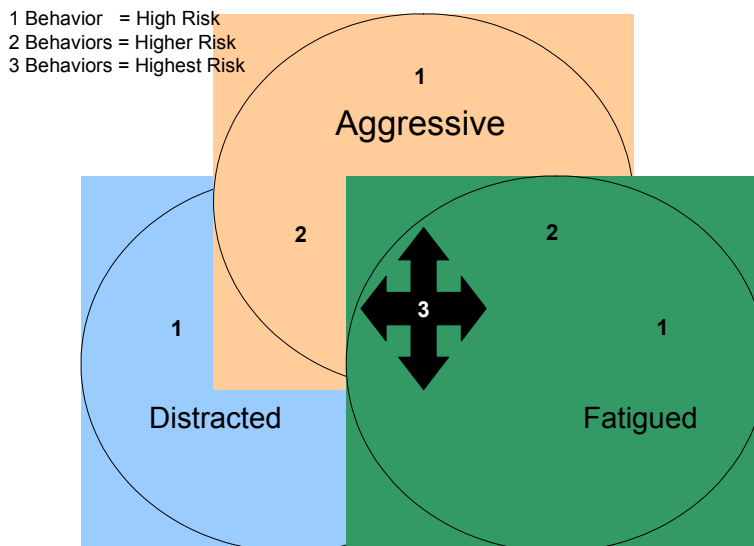 1 Behavior = High Risk
2 Behaviors = Higher Risk
3 Behaviors = Highest Risk
1
Aggressive
2
2
3
1
1
Distracted
Fatigued